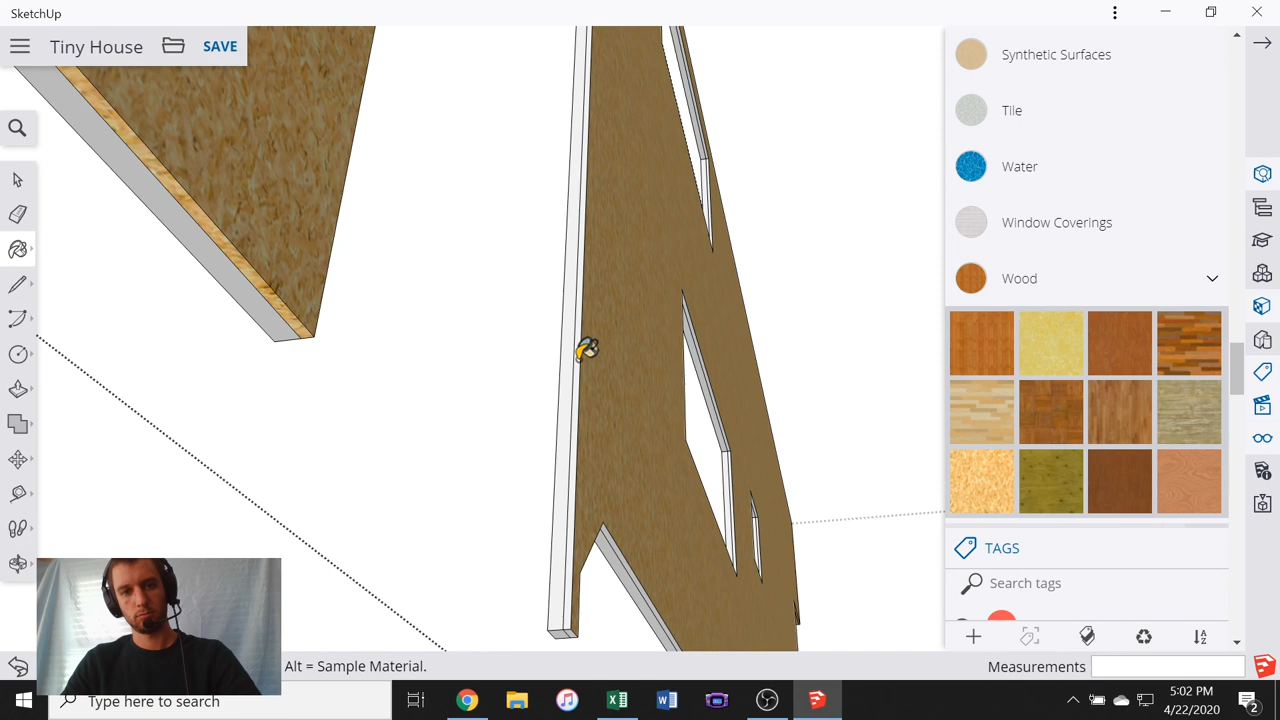 SketchUp
Tiny House
SAVE
Synthetic Surfaces
Tile
Water
Window Coverings
Wood
TAGS
Search tags
Alt = Sample Material.
Measurements
Type here to search
5:02 PM
4/22/2020
2